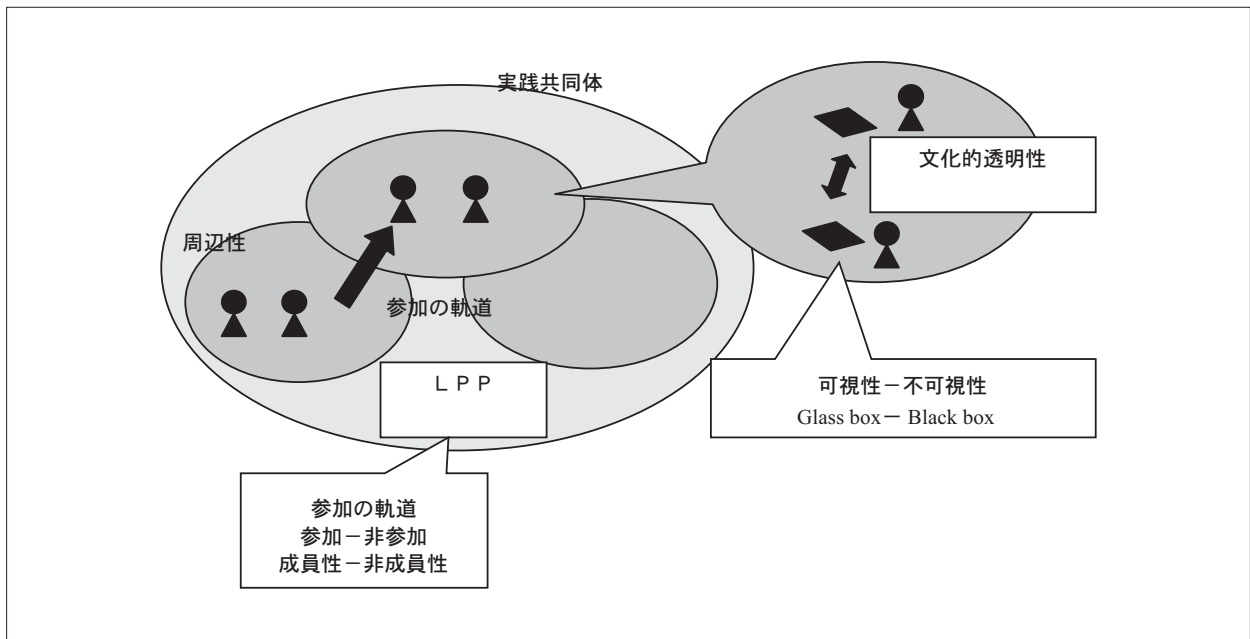 実践共同体
文化的透明性
周辺性
参加の軌道
ＬＰＰ
可視性－不可視性
Glass box－ Black box
参加の軌道
参加－非参加
成員性－非成員性